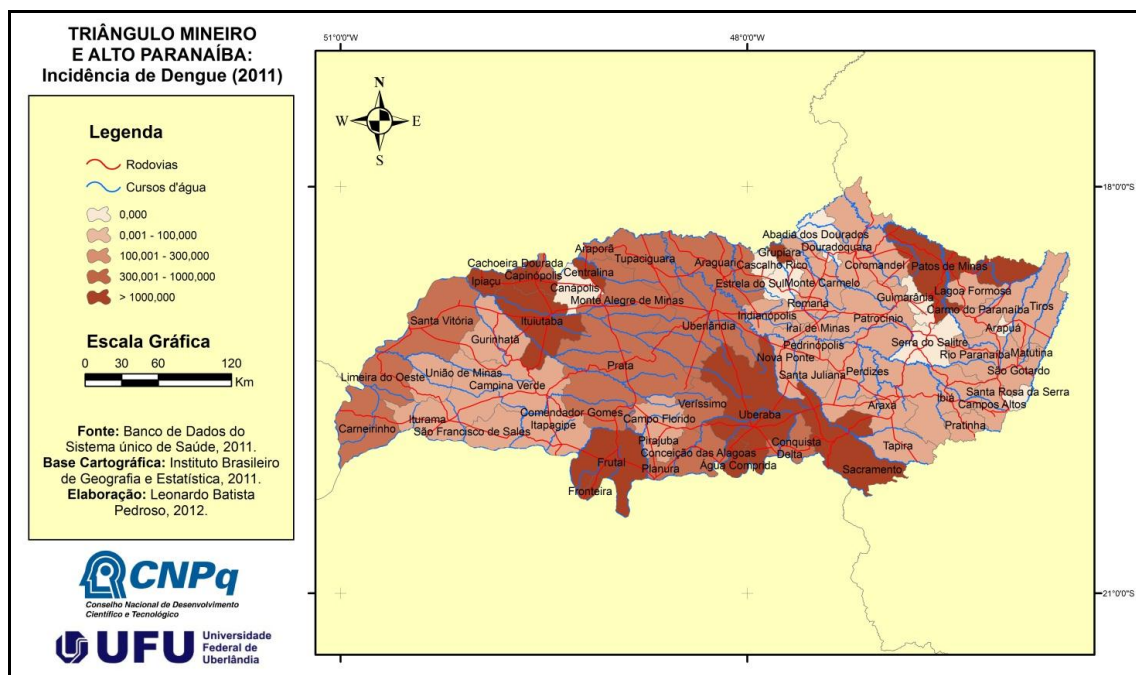 TRIÂNGULO MINEIRO
E ALTO PARANAÍBA:
Incidência de Dengue (2011)
Legenda
Rodovias
Cursos d'água
0,000
0,001 - 100,000
100,001 - 300,000
300,001 - 1000,000
> 1000,000
Escala Gráfica
0 30 60 120
Km
Fonte: Banco de Dados do
Sistema único de Saúde, 2011.
Base Cartográfica: Instituto Brasileiro
de Geografia e Estatística, 2011.
Elaboração: Leonardo Batista
Pedroso, 2012.
CNPq
Conselho Nacional de Desenvolvimento
Científico e Tecnológico
UFU
Universidade
Federal de
Uberlândia
51°0'0"W
48°0'0"W
N
W
E
S
18°0'0"S
21°0'0"S
Abadia dos Dourados
Douradoquara
Araporã
Tupaciguara
Grupiara
Cachoeira Dourada
Araguari
Cascalho Rico
Coromandel
Patos de Minas
Capinópolis
Centralina
Ipiaçu
Estrela do Sul
Monte Carmelo
Canápolis
Lagoa Formosa
Monte Alegre de Minas
Romaria
Guimarânia
Carmo do Paranaíba
Tiros
Indianópolis
Patrocínio
Santa Vitória
Ituiutaba
Uberlândia
Iraí de Minas
Arapuá
Gurinhatã
Pedrinópolis
Serra do Salitre
Nova Ponte
Rio Paranaíba
Matutina
Prata
Santa Juliana
Perdizes
São Gotardo
Limeira do Oeste
União de Minas
Campina Verde
Santa Rosa da Serra
Ibiá
Veríssimo
Araxá
Campos Altos
Iturama
Comendador Gomes
Campo Florido
Uberaba
Carneirinho
São Francisco de Sales
Itapagipe
Pratinha
Pirajuba
Conquista
Tapira
Conceição das Alagoas
Delta
Frutal
Planura
Água Comprida
Sacramento
Fronteira